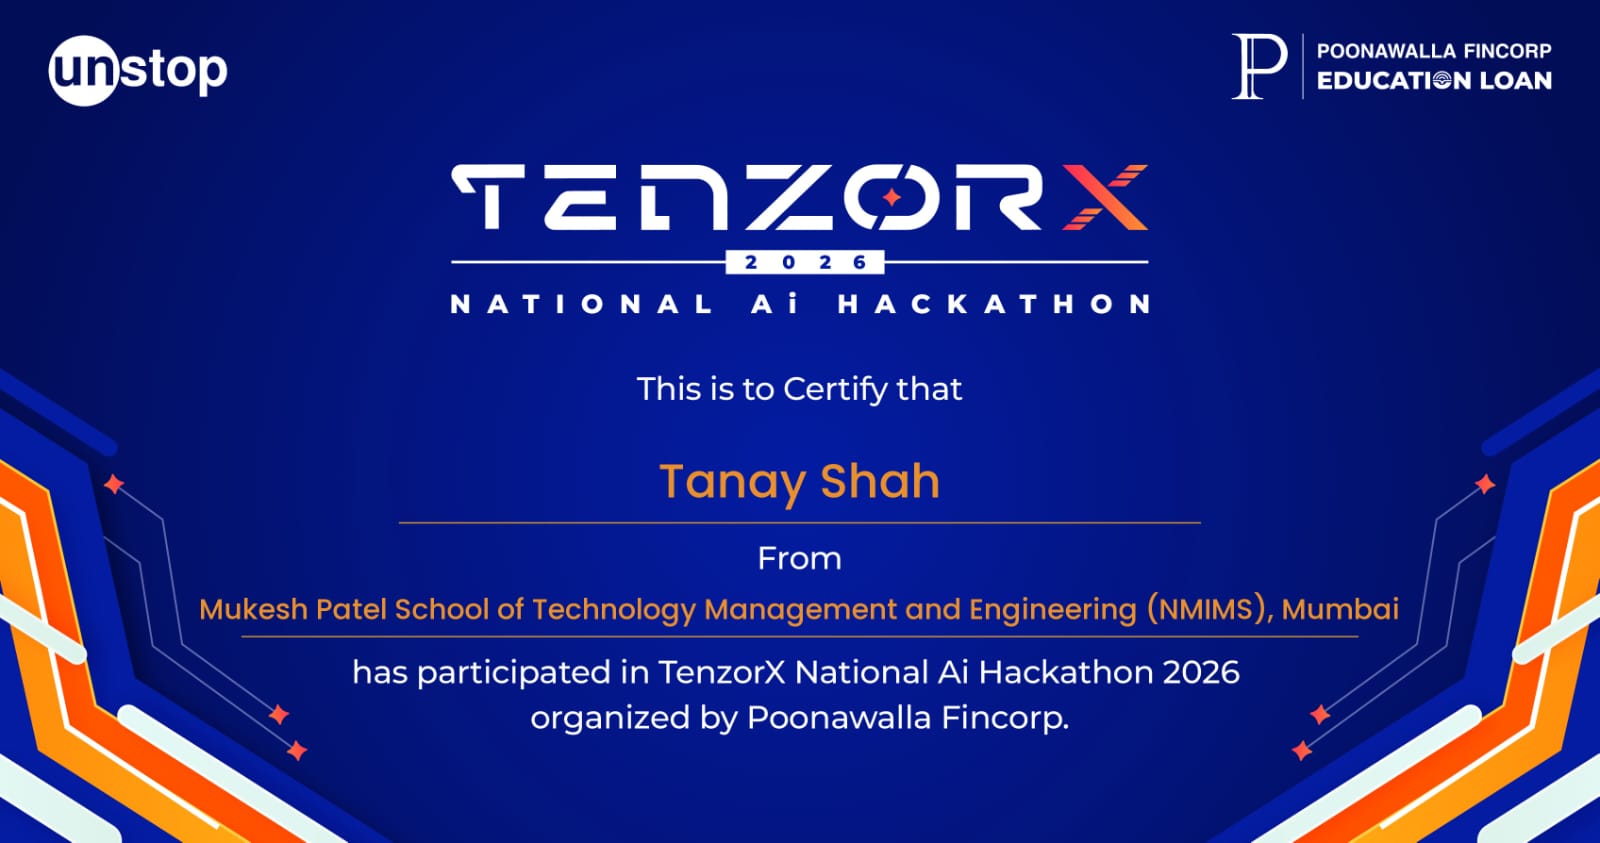 unstop
POONAWALLA FINCORP
EDUCATION LOAN
TENZORX
2026
NATIONAL Ai HACKATHON
This is to Certify that
Tanay Shah
From
Mukesh Patel School of Technology Management and Engineering (NMIMS), Mumbai
has participated in TenzorX National Ai Hackathon 2026
organized by Poonawalla Fincorp.